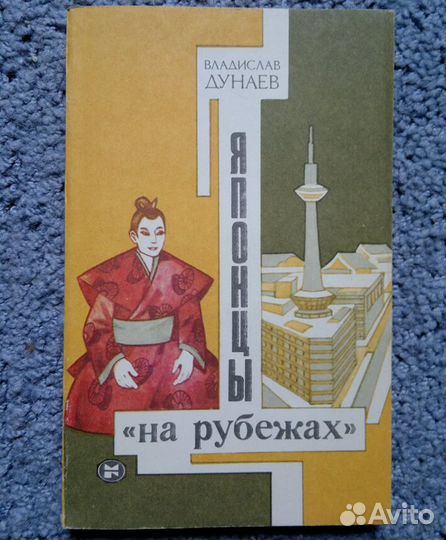 ВЛАДИСЛАВ
ДУНАЕВ
ЯПОНЦЫ
«на рубежах»
Avito